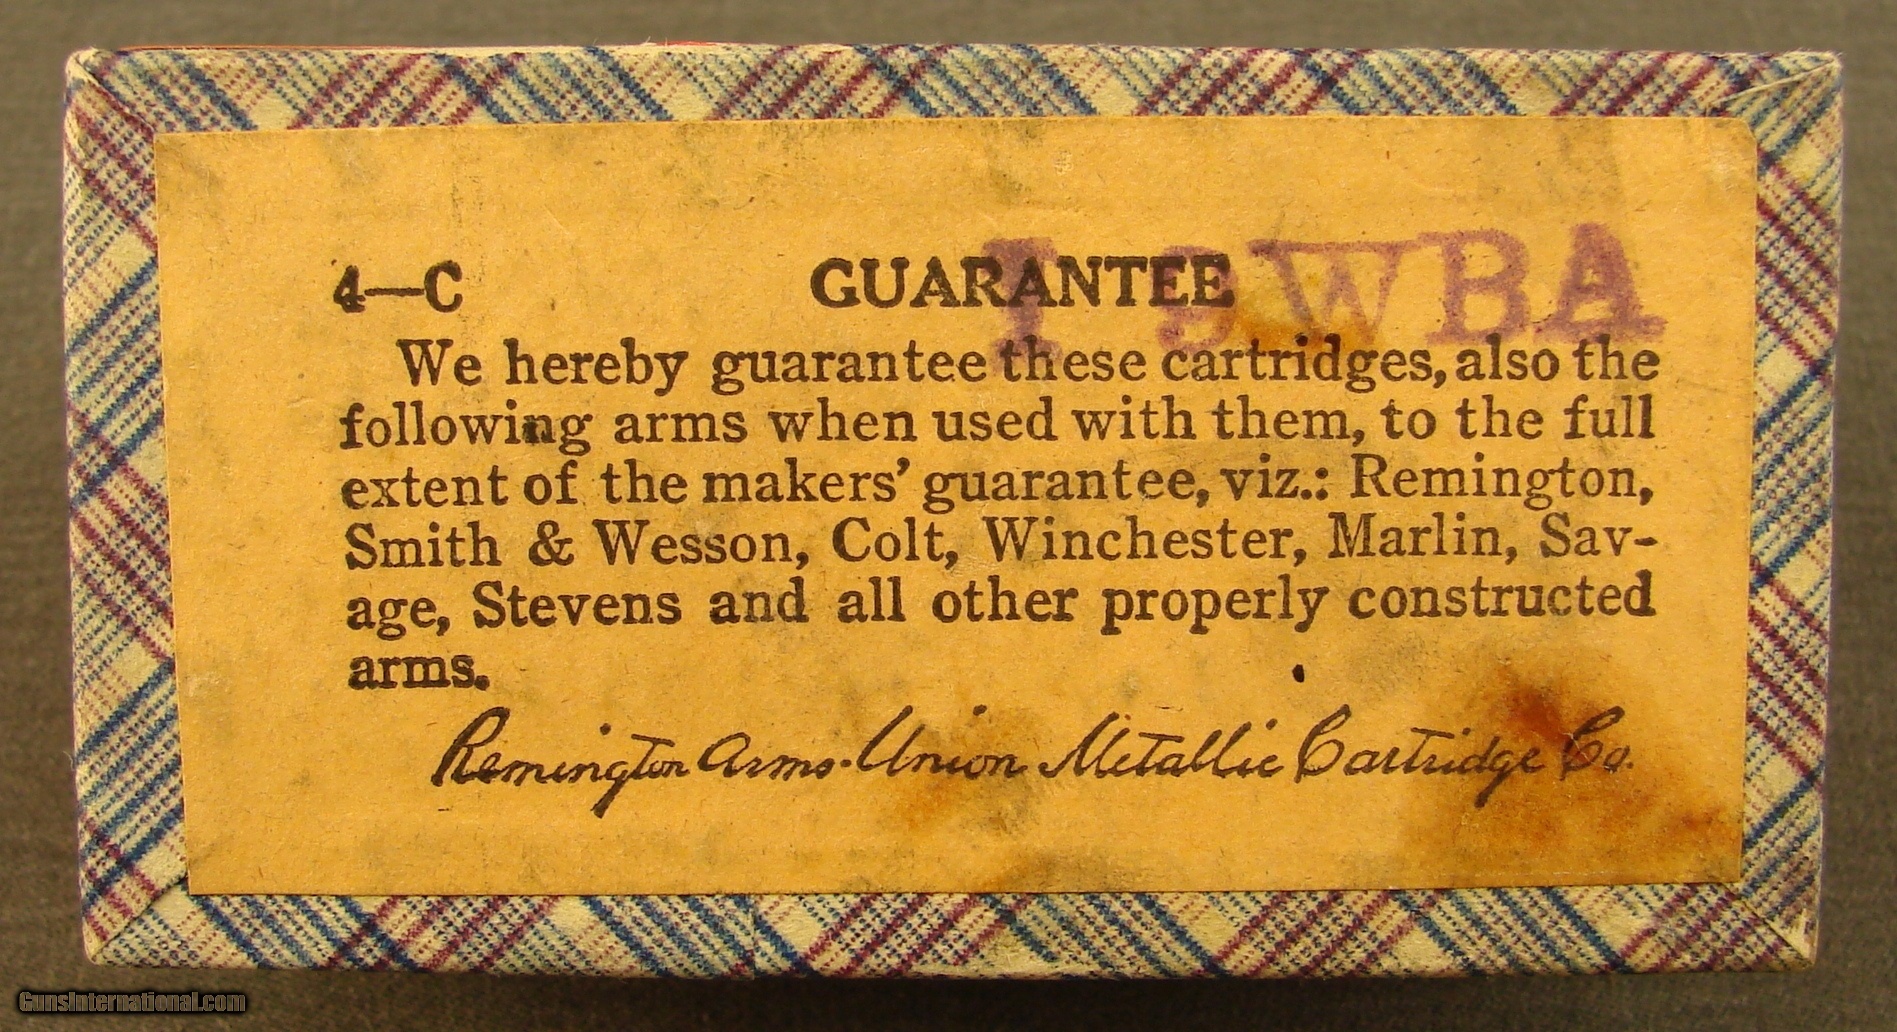 4—C GUARANTEE
I 9 WBA
We hereby guarantee these cartridges, also the
following arms when used with them, to the full
extent of the makers' guarantee, viz.: Remington,
Smith & Wesson, Colt, Winchester, Marlin, Sav-
age, Stevens and all other properly constructed
arms.
Remington Arms-Union Metallic Cartridge Co.
GunsInternational.com